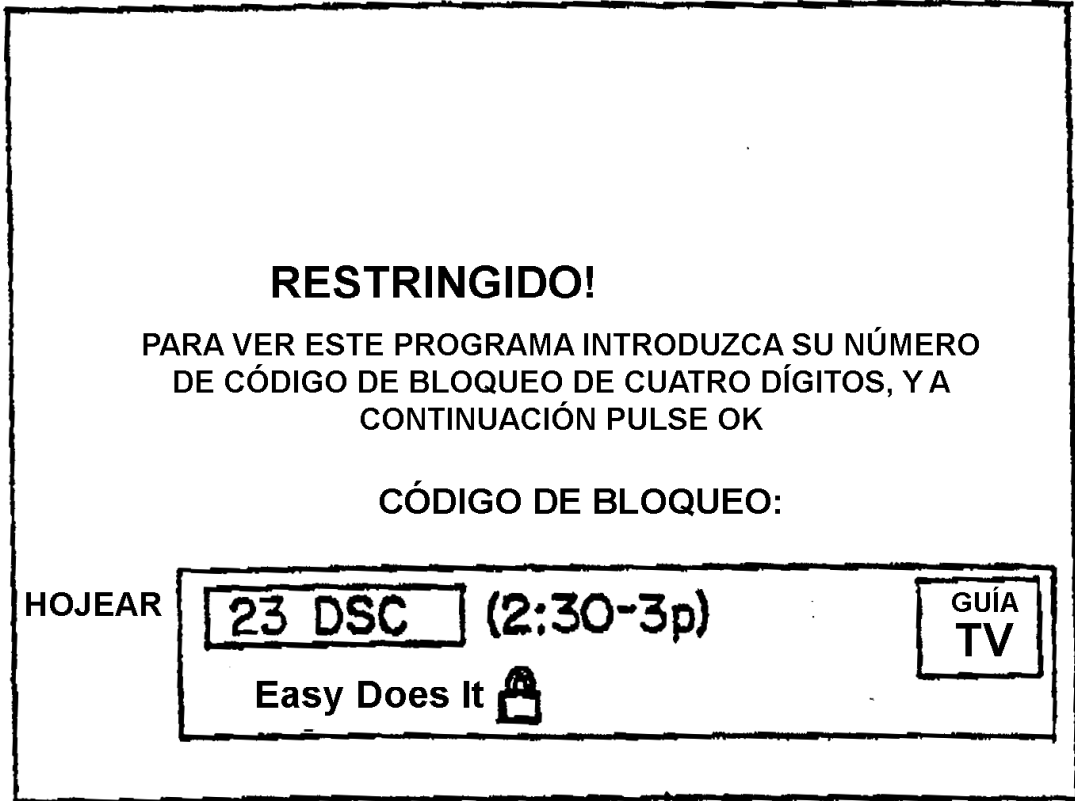 RESTRINGIDO!
PARA VER ESTE PROGRAMA INTRODUZCA SU NÚMERO
DE CÓDIGO DE BLOQUEO DE CUATRO DÍGITOS, Y A
CONTINUACIÓN PULSE OK
CÓDIGO DE BLOQUEO:
HOJEAR
23 DSC (2:30-3p)
GUÍA
TV
Easy Does It